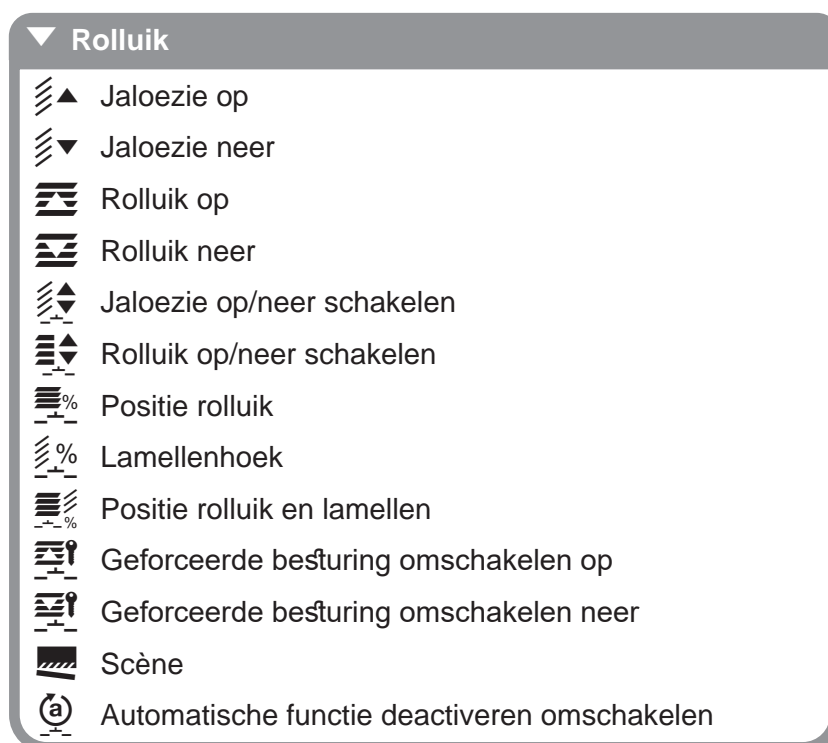 Rolluik
Jaloezie op
Jaloezie neer
Rolluik op
Rolluik neer
Jaloezie op/neer schakelen
Rolluik op/neer schakelen
% Positie rolluik
% Lamellenhoek
% Positie rolluik en lamellen
Geforceerde besturing omschakelen op
Geforceerde besturing omschakelen neer
Scène
a Automatische functie deactiveren omschakelen